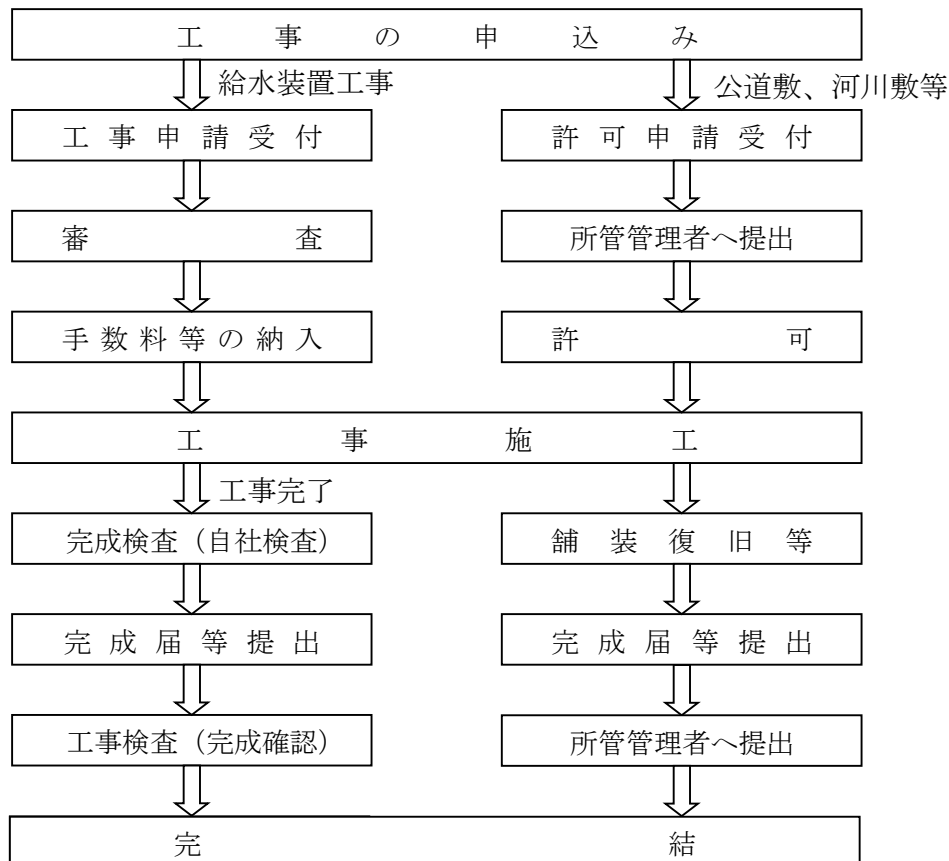 工事の申込み
給水装置工事
公道敷、河川敷等
工事申請受付
許可申請受付
審査
所管管理者へ提出
手数料等の納入
許可
工事施工
工事完了
完成検査（自社検査）
舗装復旧等
完成届等提出
完成届等提出
工事検査（完成確認）
所管管理者へ提出
完結